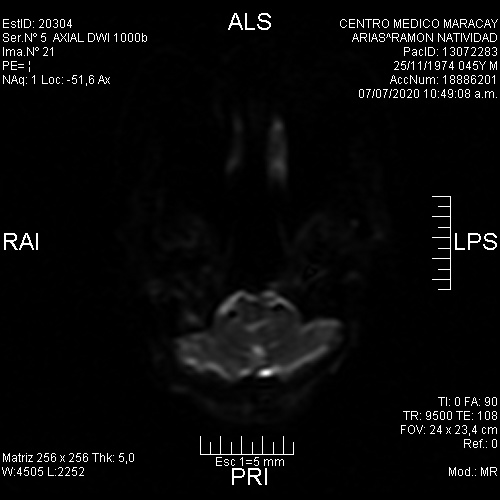 EstID: 20304
Ser.Nº 5 AXIAL DWI 1000b
Ima.Nº 21
PE= ¦
NAq: 1 Loc: -51,6 Ax
ALS
CENTRO MEDICO MARACAY
ARIAS^RAMON NATIVIDAD
PacID: 13072283
25/11/1974 045Y M
AccNum: 18886201
07/07/2020 10:49:08 a.m.
RAI
LPS
TI: 0 FA: 90
TR: 9500 TE: 108
FOV: 24 x 23,4 cm
Ref.: 0
Mod.: MR
Matriz 256 x 256 Thk: 5,0
W:4505 L:2252
Esc 1=5 mm
PRI